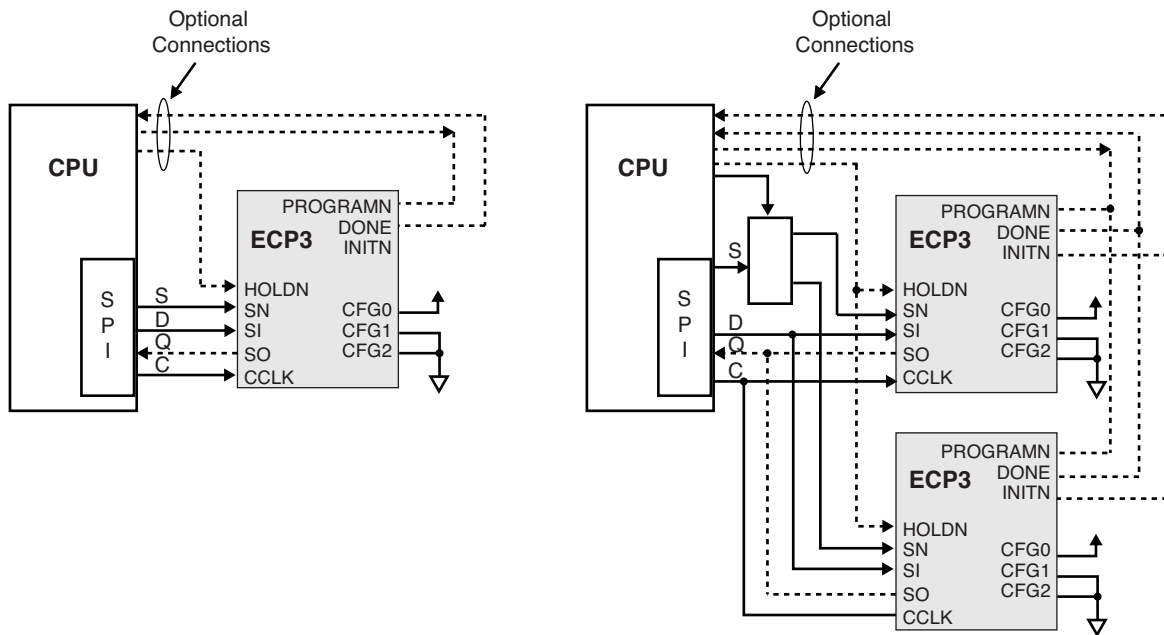 Optional
Connections
CPU
PROGRAMN
DONE
ECP3
INITN
S
P
I
S
D
Q
C
HOLDN
SN
SI
SO
CCLK
CFG0
CFG1
CFG2
Optional
Connections
CPU
S
P
I
S
D
Q
C
PROGRAMN
DONE
ECP3
INITN
HOLDN
SN
SI
SO
CCLK
CFG0
CFG1
CFG2
PROGRAMN
DONE
ECP3
INITN
HOLDN
SN
SI
SO
CCLK
CFG0
CFG1
CFG2